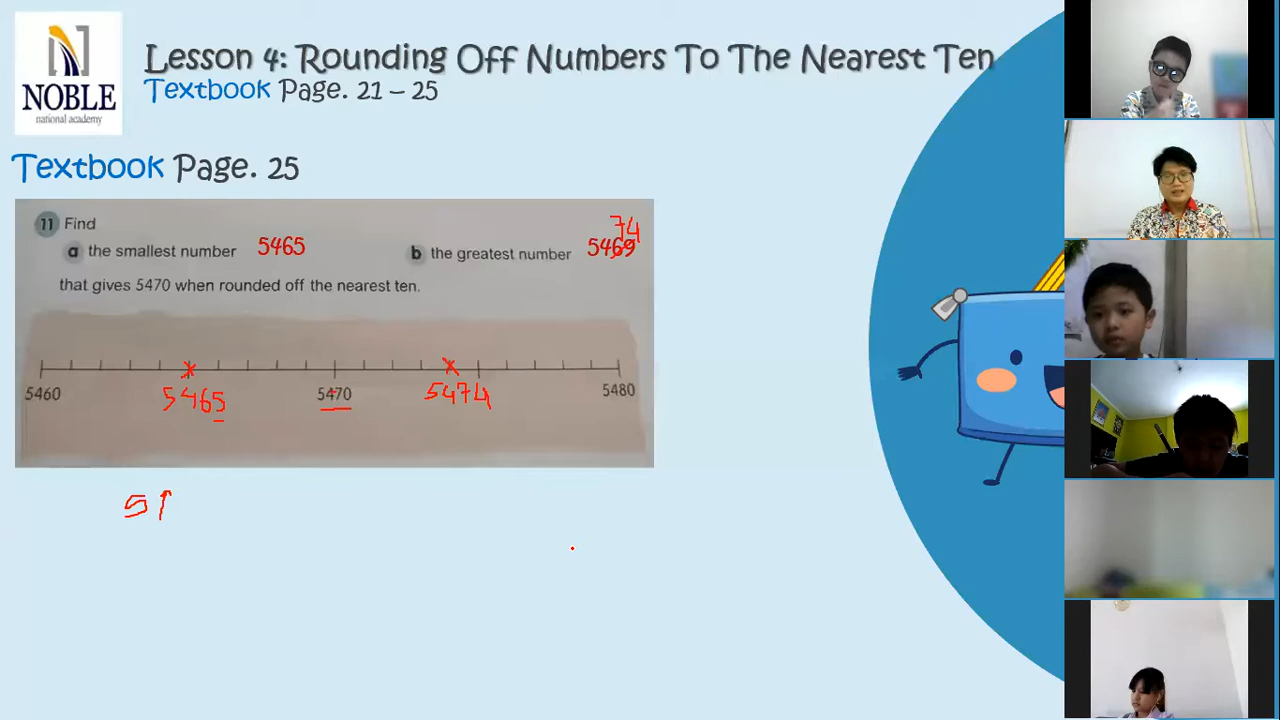 Lesson 4: Rounding Off Numbers To The Nearest Ten
Textbook Page. 21 – 25
NOBLE
national academy
Textbook Page. 25
11 Find
74
a the smallest number 5465 b the greatest number 5469
that gives 5470 when rounded off the nearest ten.
5460 5465 5470 5474 5480
5↑